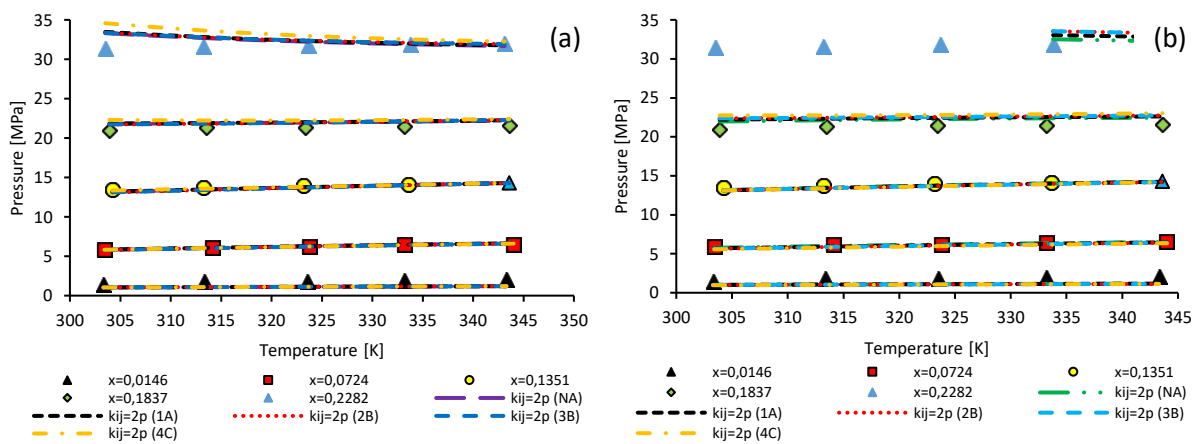 (a)
Pressure [MPa]
35
30
25
20
15
10
5
0
300 305 310 315 320 325 330 335 340 345 350
Temperature [K]
x=0,0146 x=0,0724 x=0,1351
x=0,1837 x=0,2282 kij=2p (NA)
kij=2p (1A) kij=2p (2B) kij=2p (3B)
kij=2p (4C)
(b)
Pressure [MPa]
35
30
25
20
15
10
5
0
300 305 310 315 320 325 330 335 340 345
Temperature [K]
x=0,0146 x=0,0724 x=0,1351
x=0,1837 x=0,2282 kij=2p (NA)
kij=2p (1A) kij=2p (2B) kij=2p (3B)
kij=2p (4C)